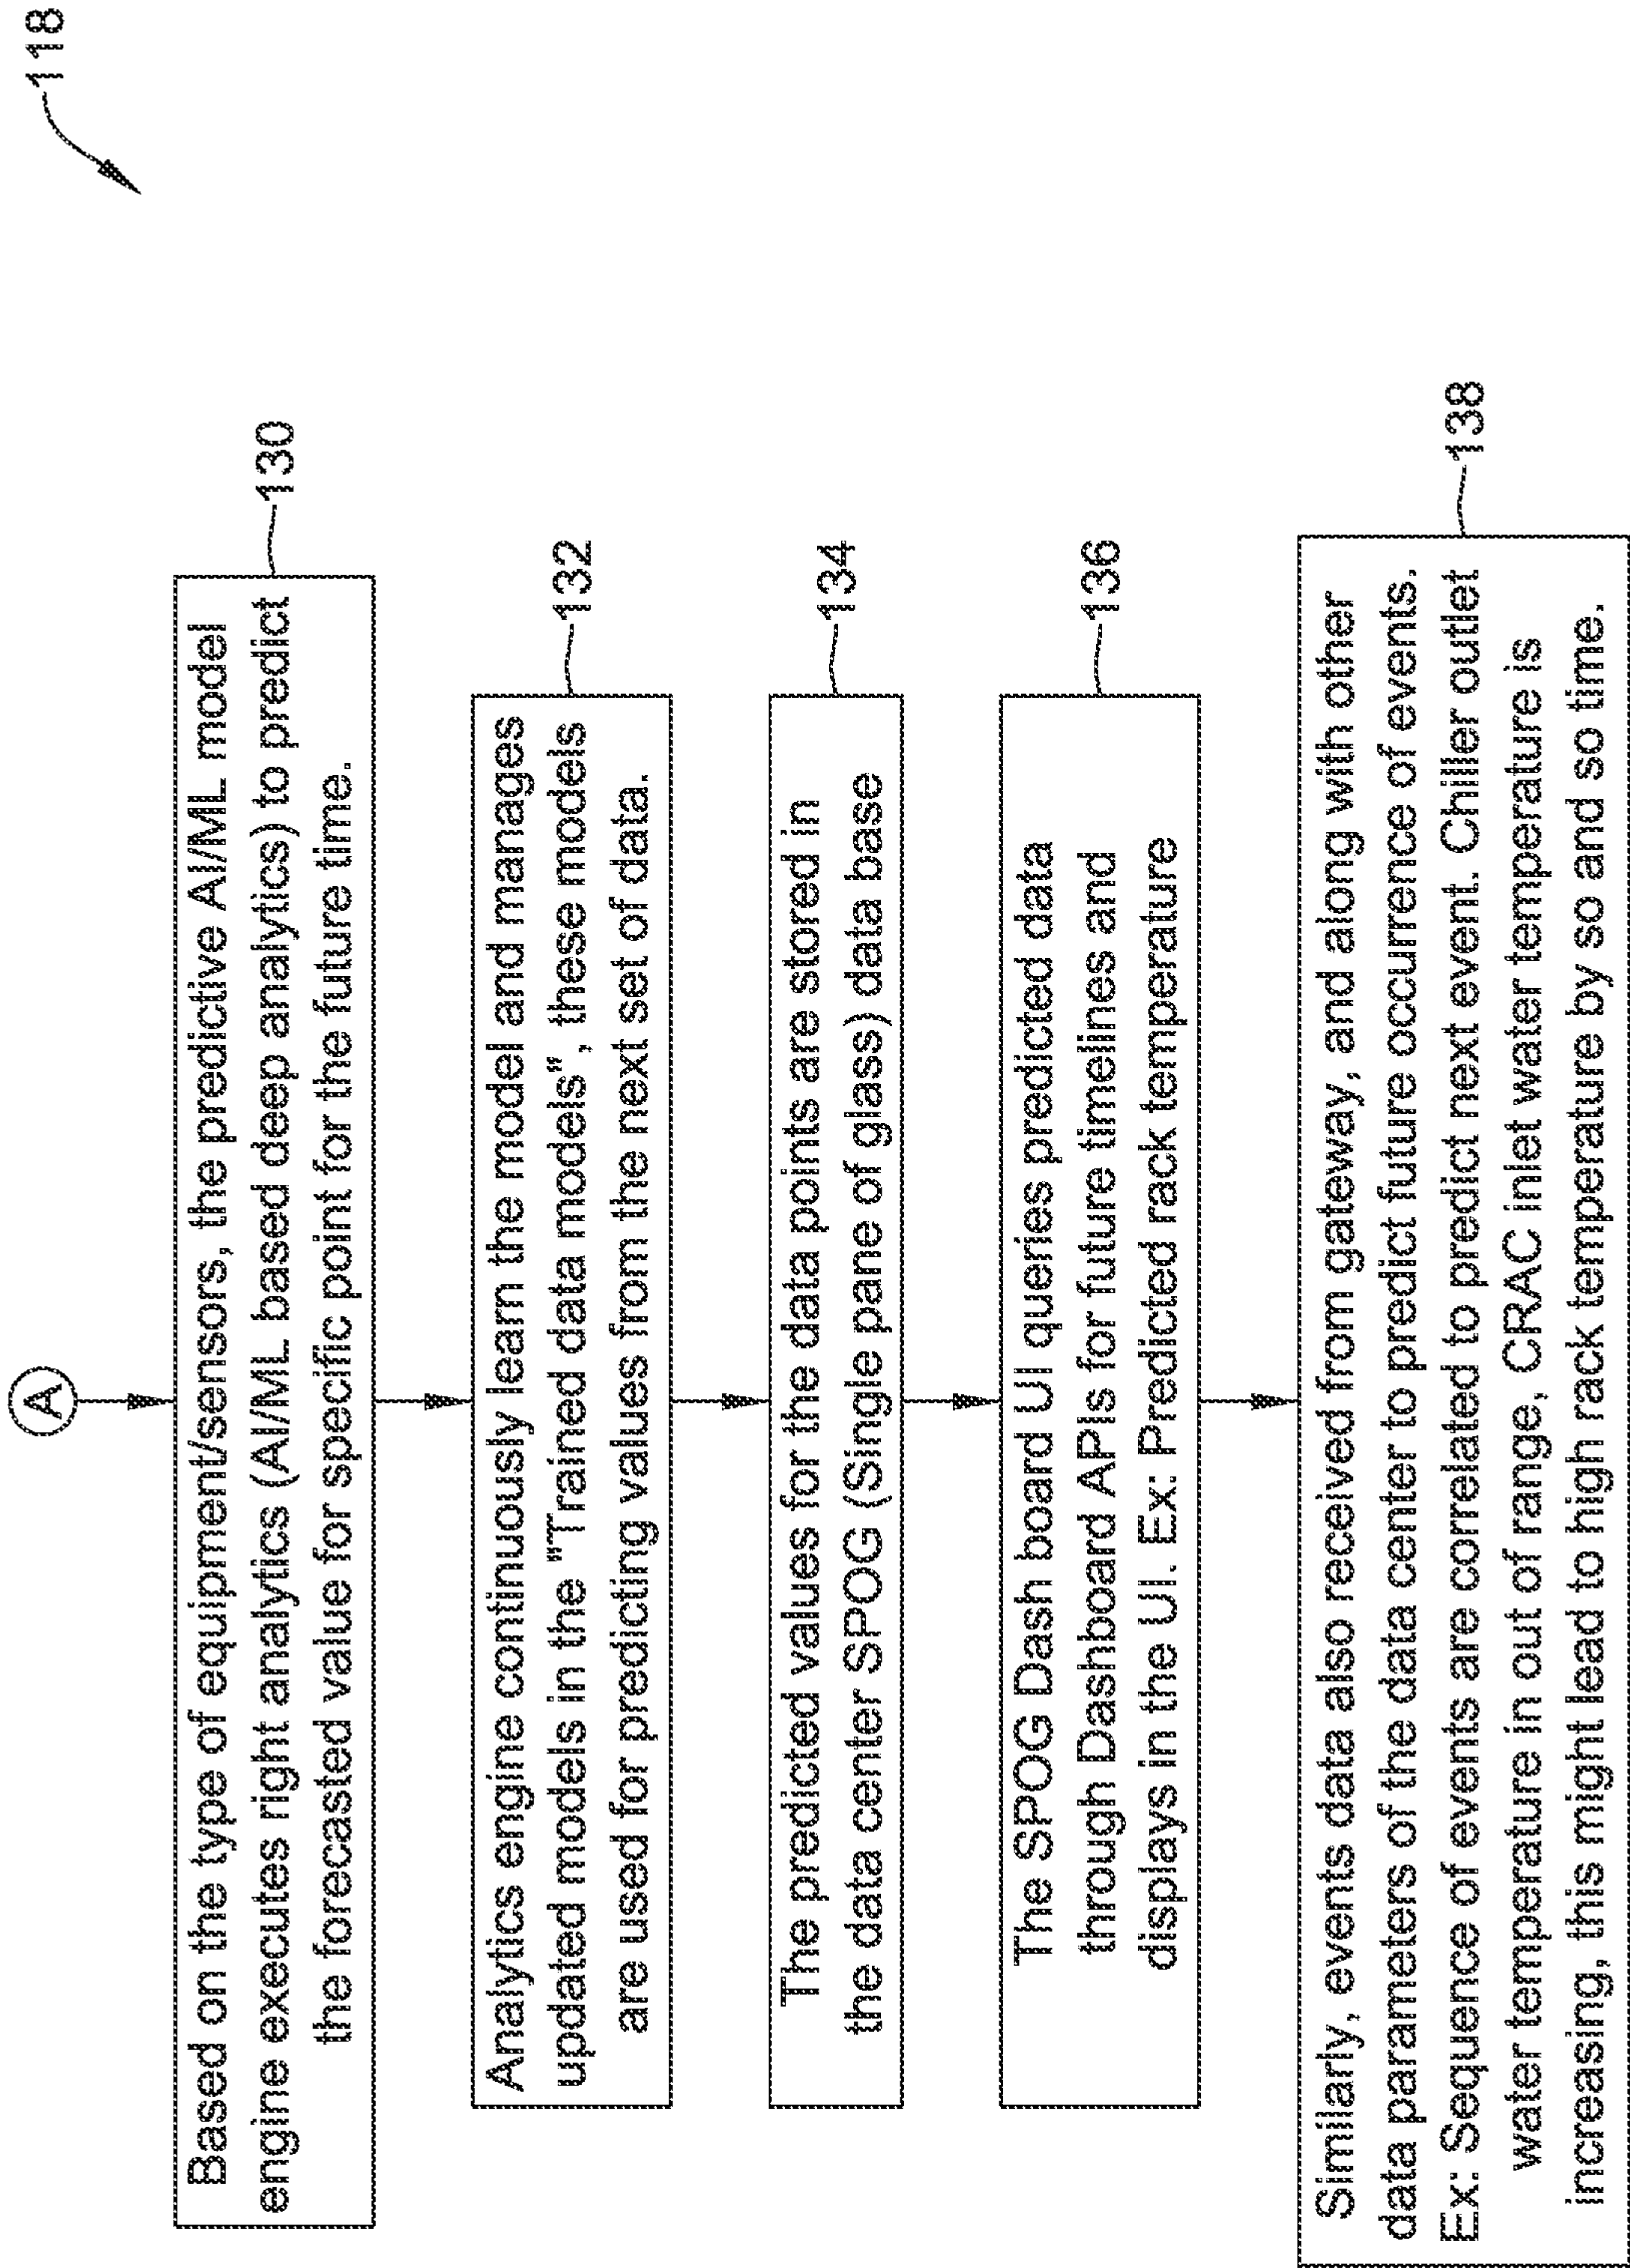 118
A
Based on the type of equipment/sensors, the predictive AI/ML model
engine executes right analytics (AI/ML based deep analytics) to predict
the forecasted value for specific point for the future time.
130
Analytics engine continuously learn the model and manages
updated models in the "Trained data models", these models
are used for predicting values from the next set of data.
132
The predicted values for the data points are stored in
the data center SPOG (Single pane of glass) data base
134
The SPOG Dash board UI queries predicted data
through Dashboard APIs for future timelines and
displays in the UI. Ex: Predicted rack temperature
136
Similarly, events data also received from gateway, and along with other
data parameters of the data center to predict future occurrence of events.
Ex: Sequence of events are correlated to predict next event. Chiller outlet
water temperature in out of range, CRAC inlet water temperature is
increasing, this might lead to high rack temperature by so and so time.
138